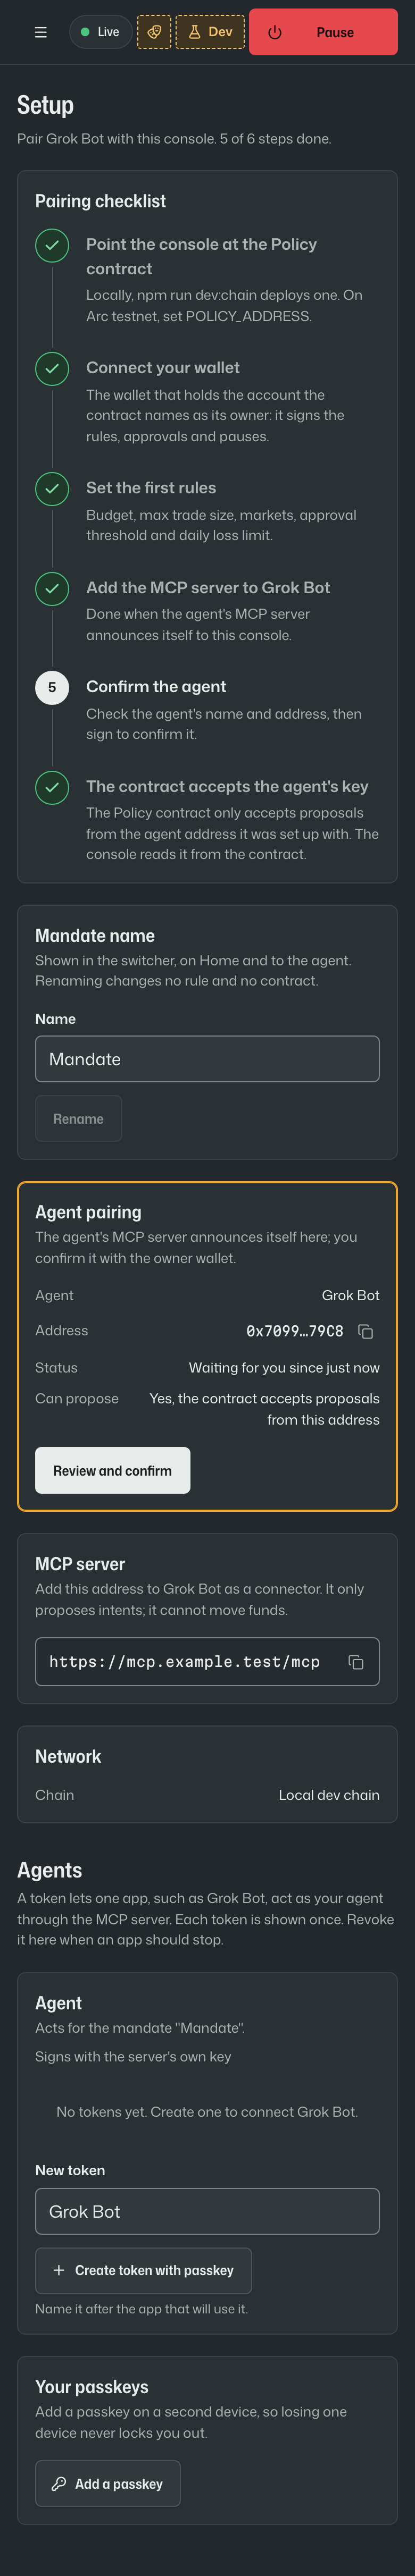 Live
Dev
Pause
Setup
Pair Grok Bot with this console. 5 of 6 steps done.
Pairing checklist
Point the console at the Policy
contract
Locally, npm run dev:chain deploys one. On
Arc testnet, set POLICY_ADDRESS.
Connect your wallet
The wallet that holds the account the
contract names as its owner: it signs the
rules, approvals and pauses.
Set the first rules
Budget, max trade size, markets, approval
threshold and daily loss limit.
Add the MCP server to Grok Bot
Done when the agent's MCP server
announces itself to this console.
5
Confirm the agent
Check the agent's name and address, then
sign to confirm it.
The contract accepts the agent's key
The Policy contract only accepts proposals
from the agent address it was set up with. The
console reads it from the contract.
Mandate name
Shown in the switcher, on Home and to the agent.
Renaming changes no rule and no contract.
Name
Mandate
Rename
Agent pairing
The agent's MCP server announces itself here; you
confirm it with the owner wallet.
Agent Grok Bot
Address 0x7099…79C8
Status Waiting for you since just now
Can propose Yes, the contract accepts proposals
from this address
Review and confirm
MCP server
Add this address to Grok Bot as a connector. It only
proposes intents; it cannot move funds.
https://mcp.example.test/mcp
Network
Chain Local dev chain
Agents
A token lets one app, such as Grok Bot, act as your agent
through the MCP server. Each token is shown once. Revoke
it here when an app should stop.
Agent
Acts for the mandate "Mandate".
Signs with the server's own key
No tokens yet. Create one to connect Grok Bot.
New token
Grok Bot
Create token with passkey
Name it after the app that will use it.
Your passkeys
Add a passkey on a second device, so losing one
device never locks you out.
Add a passkey